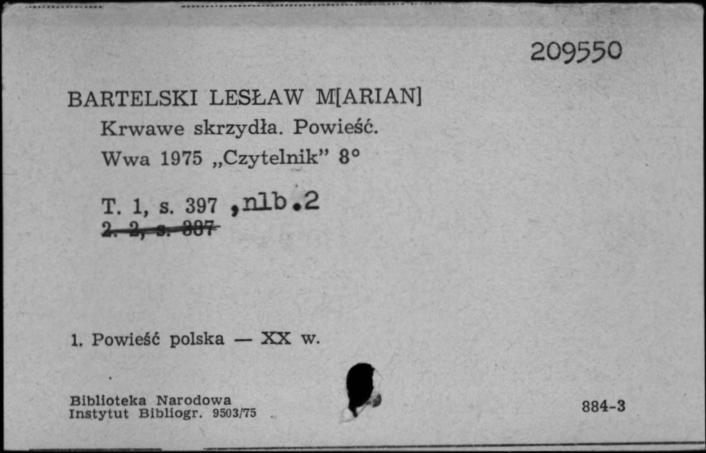 209550
BARTELSKI LESŁAW M[ARIAN]
Krwawe skrzydła. Powieść.
Wwa 1975 „Czytelnik” 8°
T. 1, s. 397 ,nlb.2
2. 2, s. 387
1. Powieść polska — XX w.
Biblioteka Narodowa
Instytut Bibliogr. 9503/75
884-3